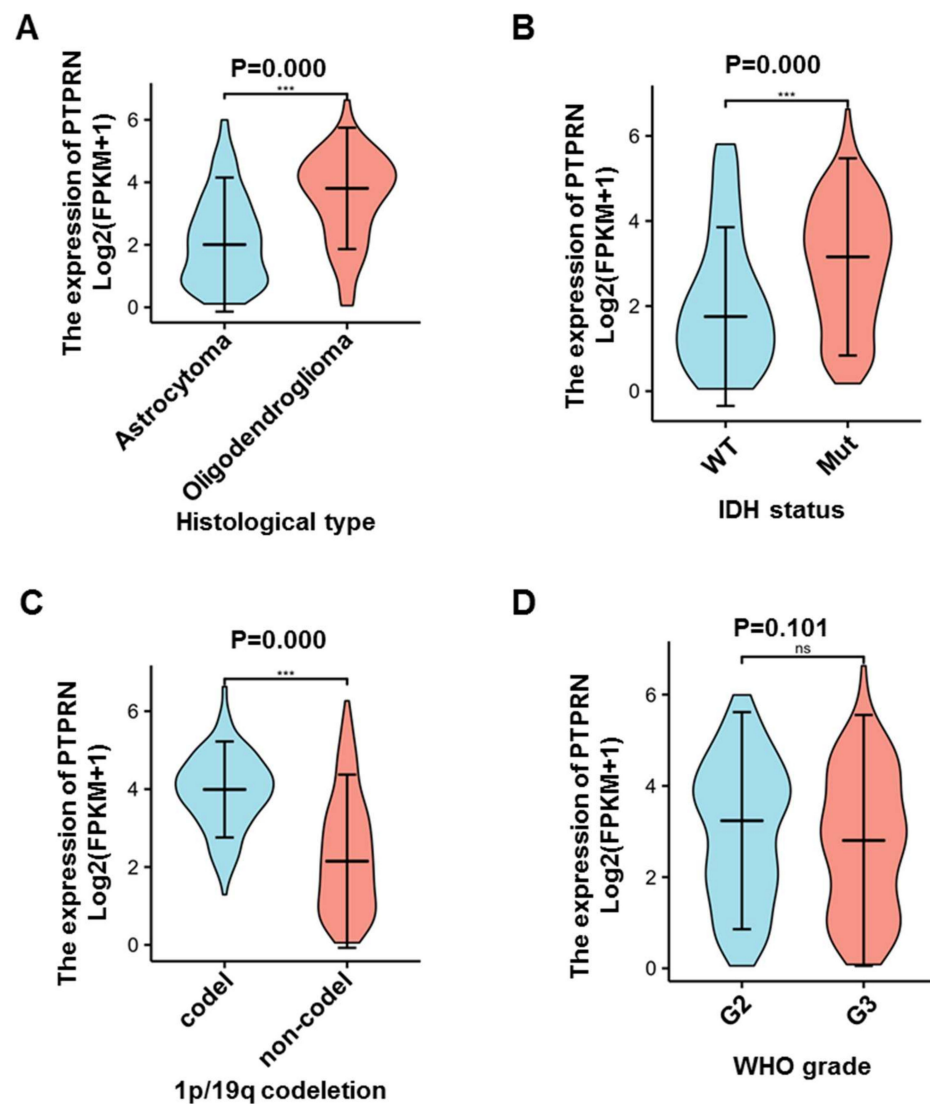 A
P=0.000
***
The expression of PTPRN
Log2(FPKM+1)
6
4
2
0
Astrocytoma
Oligodendroglioma
Histological type
B
P=0.000
***
The expression of PTPRN
Log2(FPKM+1)
6
4
2
0
WT
Mut
IDH status
C
P=0.000
***
The expression of PTPRN
Log2(FPKM+1)
6
4
2
0
codel
non-codel
1p/19q codeletion
D
P=0.101
ns
The expression of PTPRN
Log2(FPKM+1)
6
4
2
0
G2
G3
WHO grade